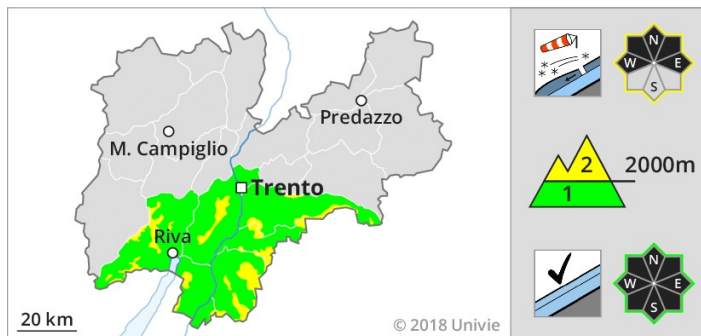 Predazzo
M. Campiglio
Trento
Riva
20 km
© 2018 Univie
N
W E
S
2 2000m
1
N
W E
S